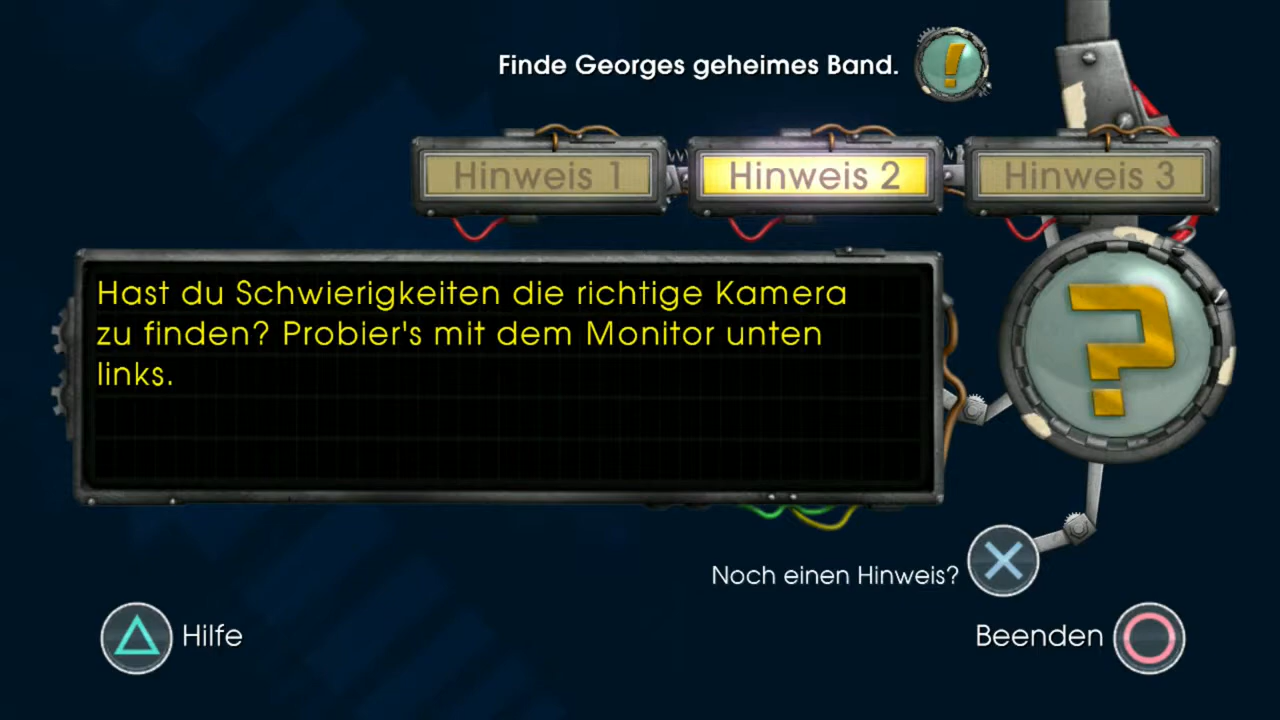 Finde Georges geheimes Band.
Hinweis 1
Hinweis 2
Hinweis 3
Hast du Schwierigkeiten die richtige Kamera
zu finden? Probier's mit dem Monitor unten
links.
Noch einen Hinweis?
Hilfe
Beenden